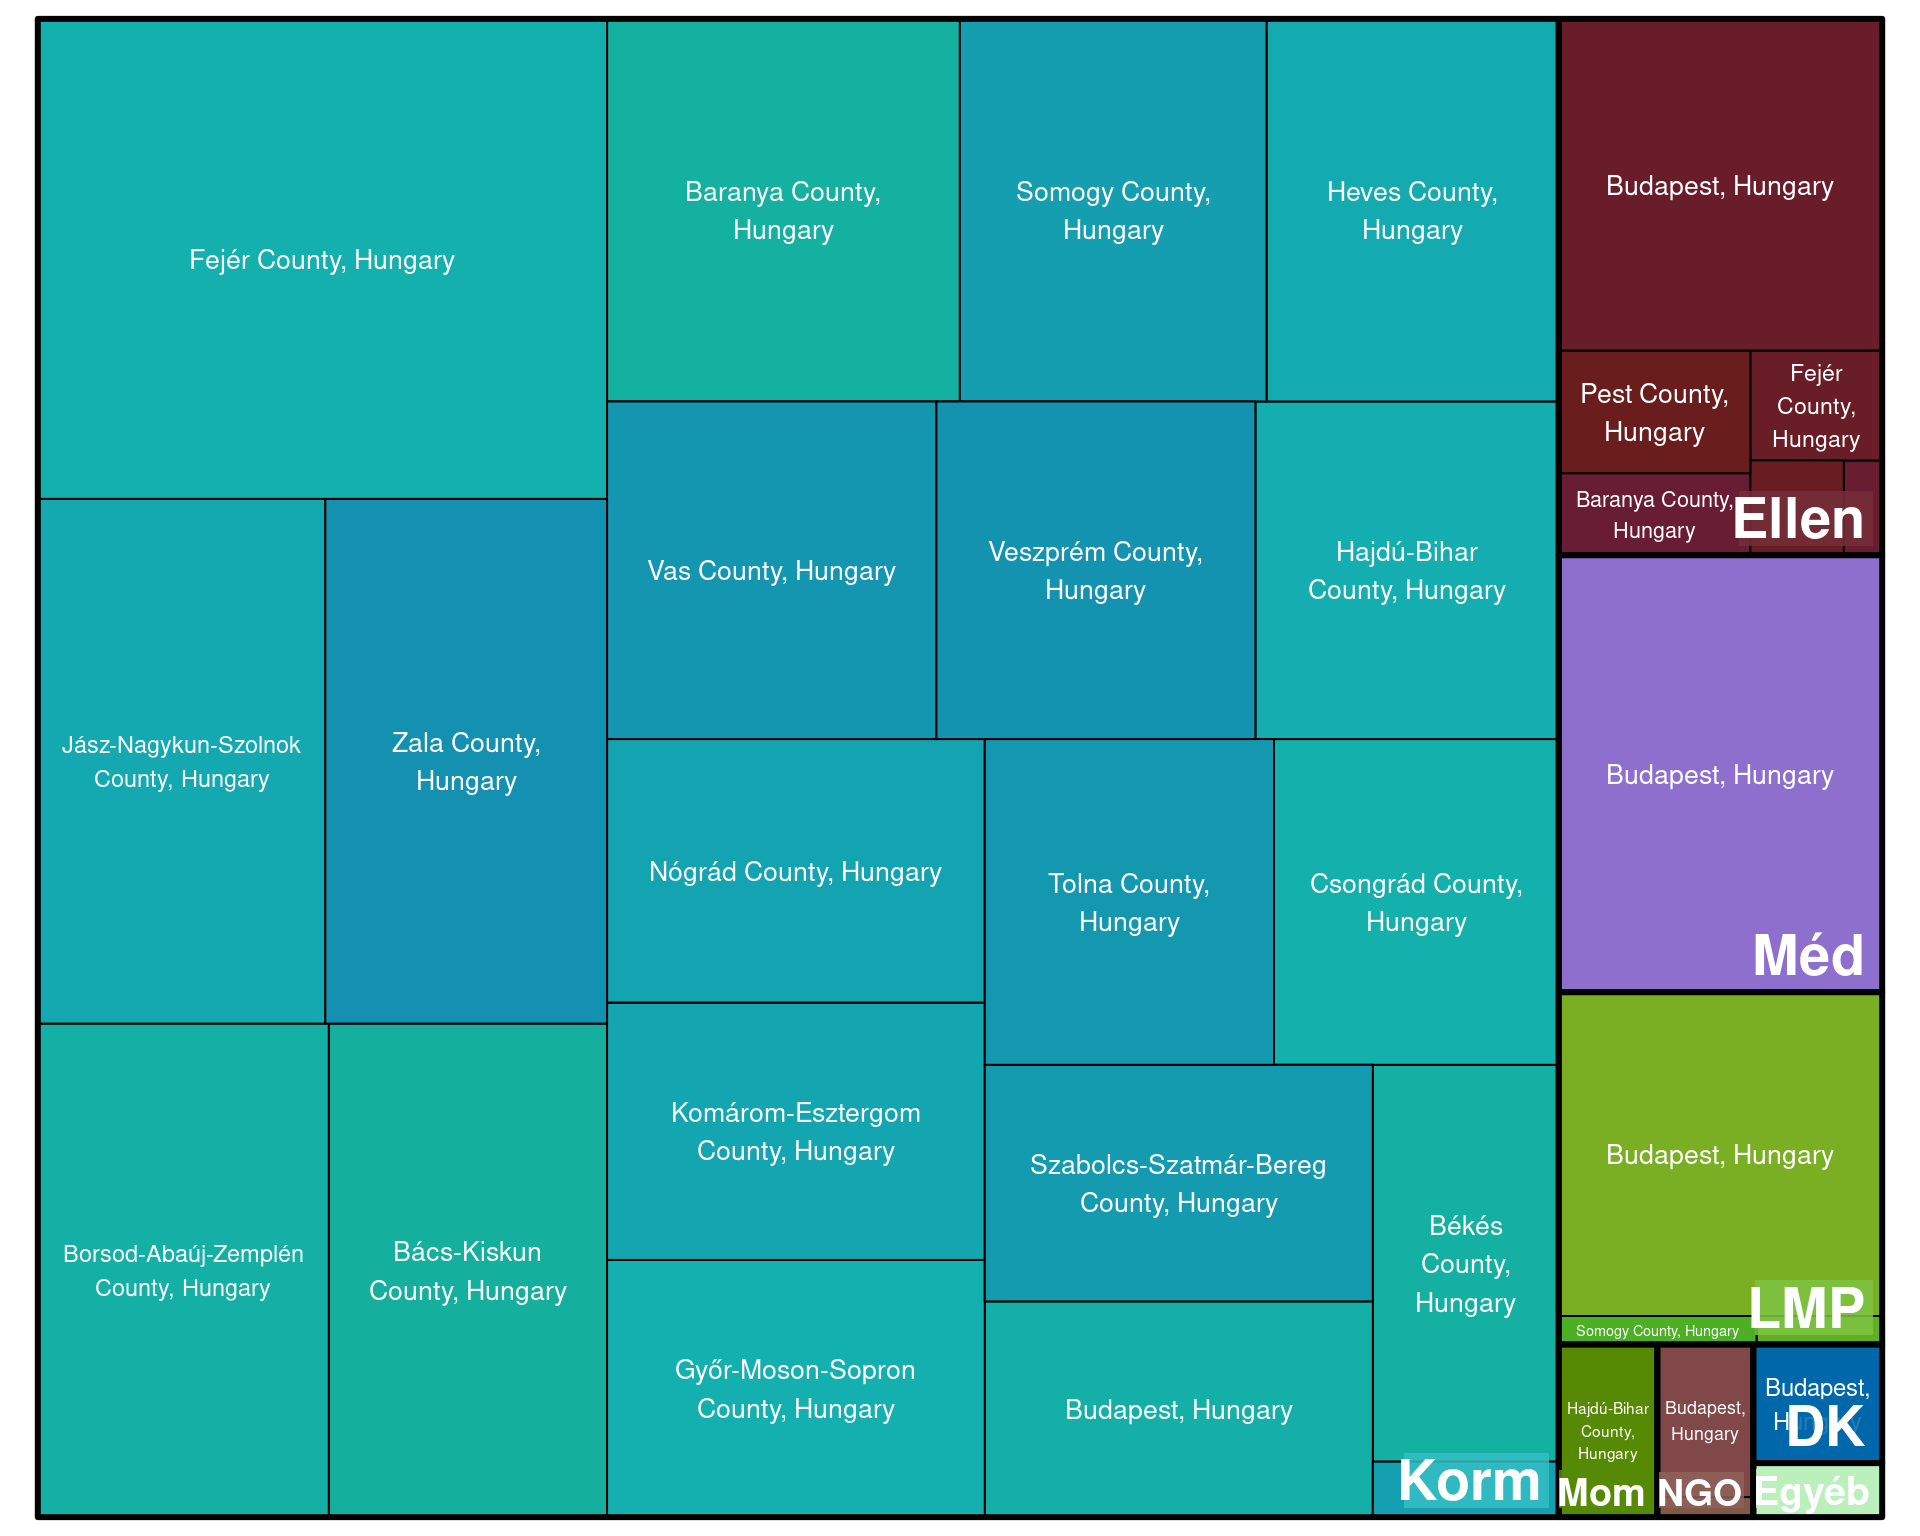 Fejér County, Hungary
Baranya County,
Hungary
Somogy County,
Hungary
Heves County,
Hungary
Vas County, Hungary
Veszprém County,
Hungary
Hajdú-Bihar
County, Hungary
Jász-Nagykun-Szolnok
County, Hungary
Zala County,
Hungary
Nógrád County, Hungary
Tolna County,
Hungary
Csongrád County,
Hungary
Komárom-Esztergom
County, Hungary
Szabolcs-Szatmár-Bereg
County, Hungary
Békés
County,
Hungary
Borsod-Abaúj-Zemplén
County, Hungary
Bács-Kiskun
County, Hungary
Győr-Moson-Sopron
County, Hungary
Budapest, Hungary
Korm
Budapest, Hungary
Pest County,
Hungary
Fejér
County,
Hungary
Baranya County,
Hungary
Ellen
Budapest, Hungary
Méd
Budapest, Hungary
LMP
Somogy County, Hungary
Hajdú-Bihar
County,
Hungary
Mom
Budapest,
Hungary
NGO
Budapest,
Hungary
DK
Egyéb